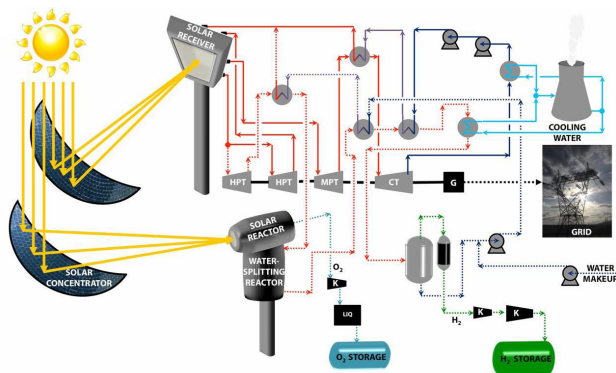 SOLAR
RECEIVER
COOLING
WATER
HPT
HPT
MPT
CT
G
GRID
SOLAR
REACTOR
WATER-
SPLITTING
REACTOR
SOLAR
CONCENTRATOR
O₂
K
LIQ
O₂ STORAGE
H₂
K
K
H₂ STORAGE
WATER
MAKEUP